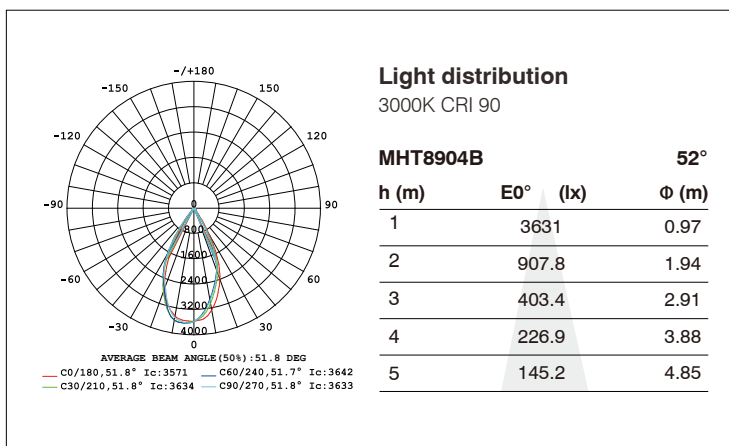 Light distribution
3000K CRI 90
-/+180
-150 150
-120 120
-90 0 90
800
1600
-60 2400 60
3200
-30 4000 30
0
AVERAGE BEAM ANGLE(50%):51.8 DEG
C0/180,51.8° Ic:3571 C60/240,51.7° Ic:3642
C30/210,51.8° Ic:3634 C90/270,51.8° Ic:3633
MHT8904B 52°
h (m) E0° (lx) Φ (m)
1 3631 0.97
2 907.8 1.94
3 403.4 2.91
4 226.9 3.88
5 145.2 4.85